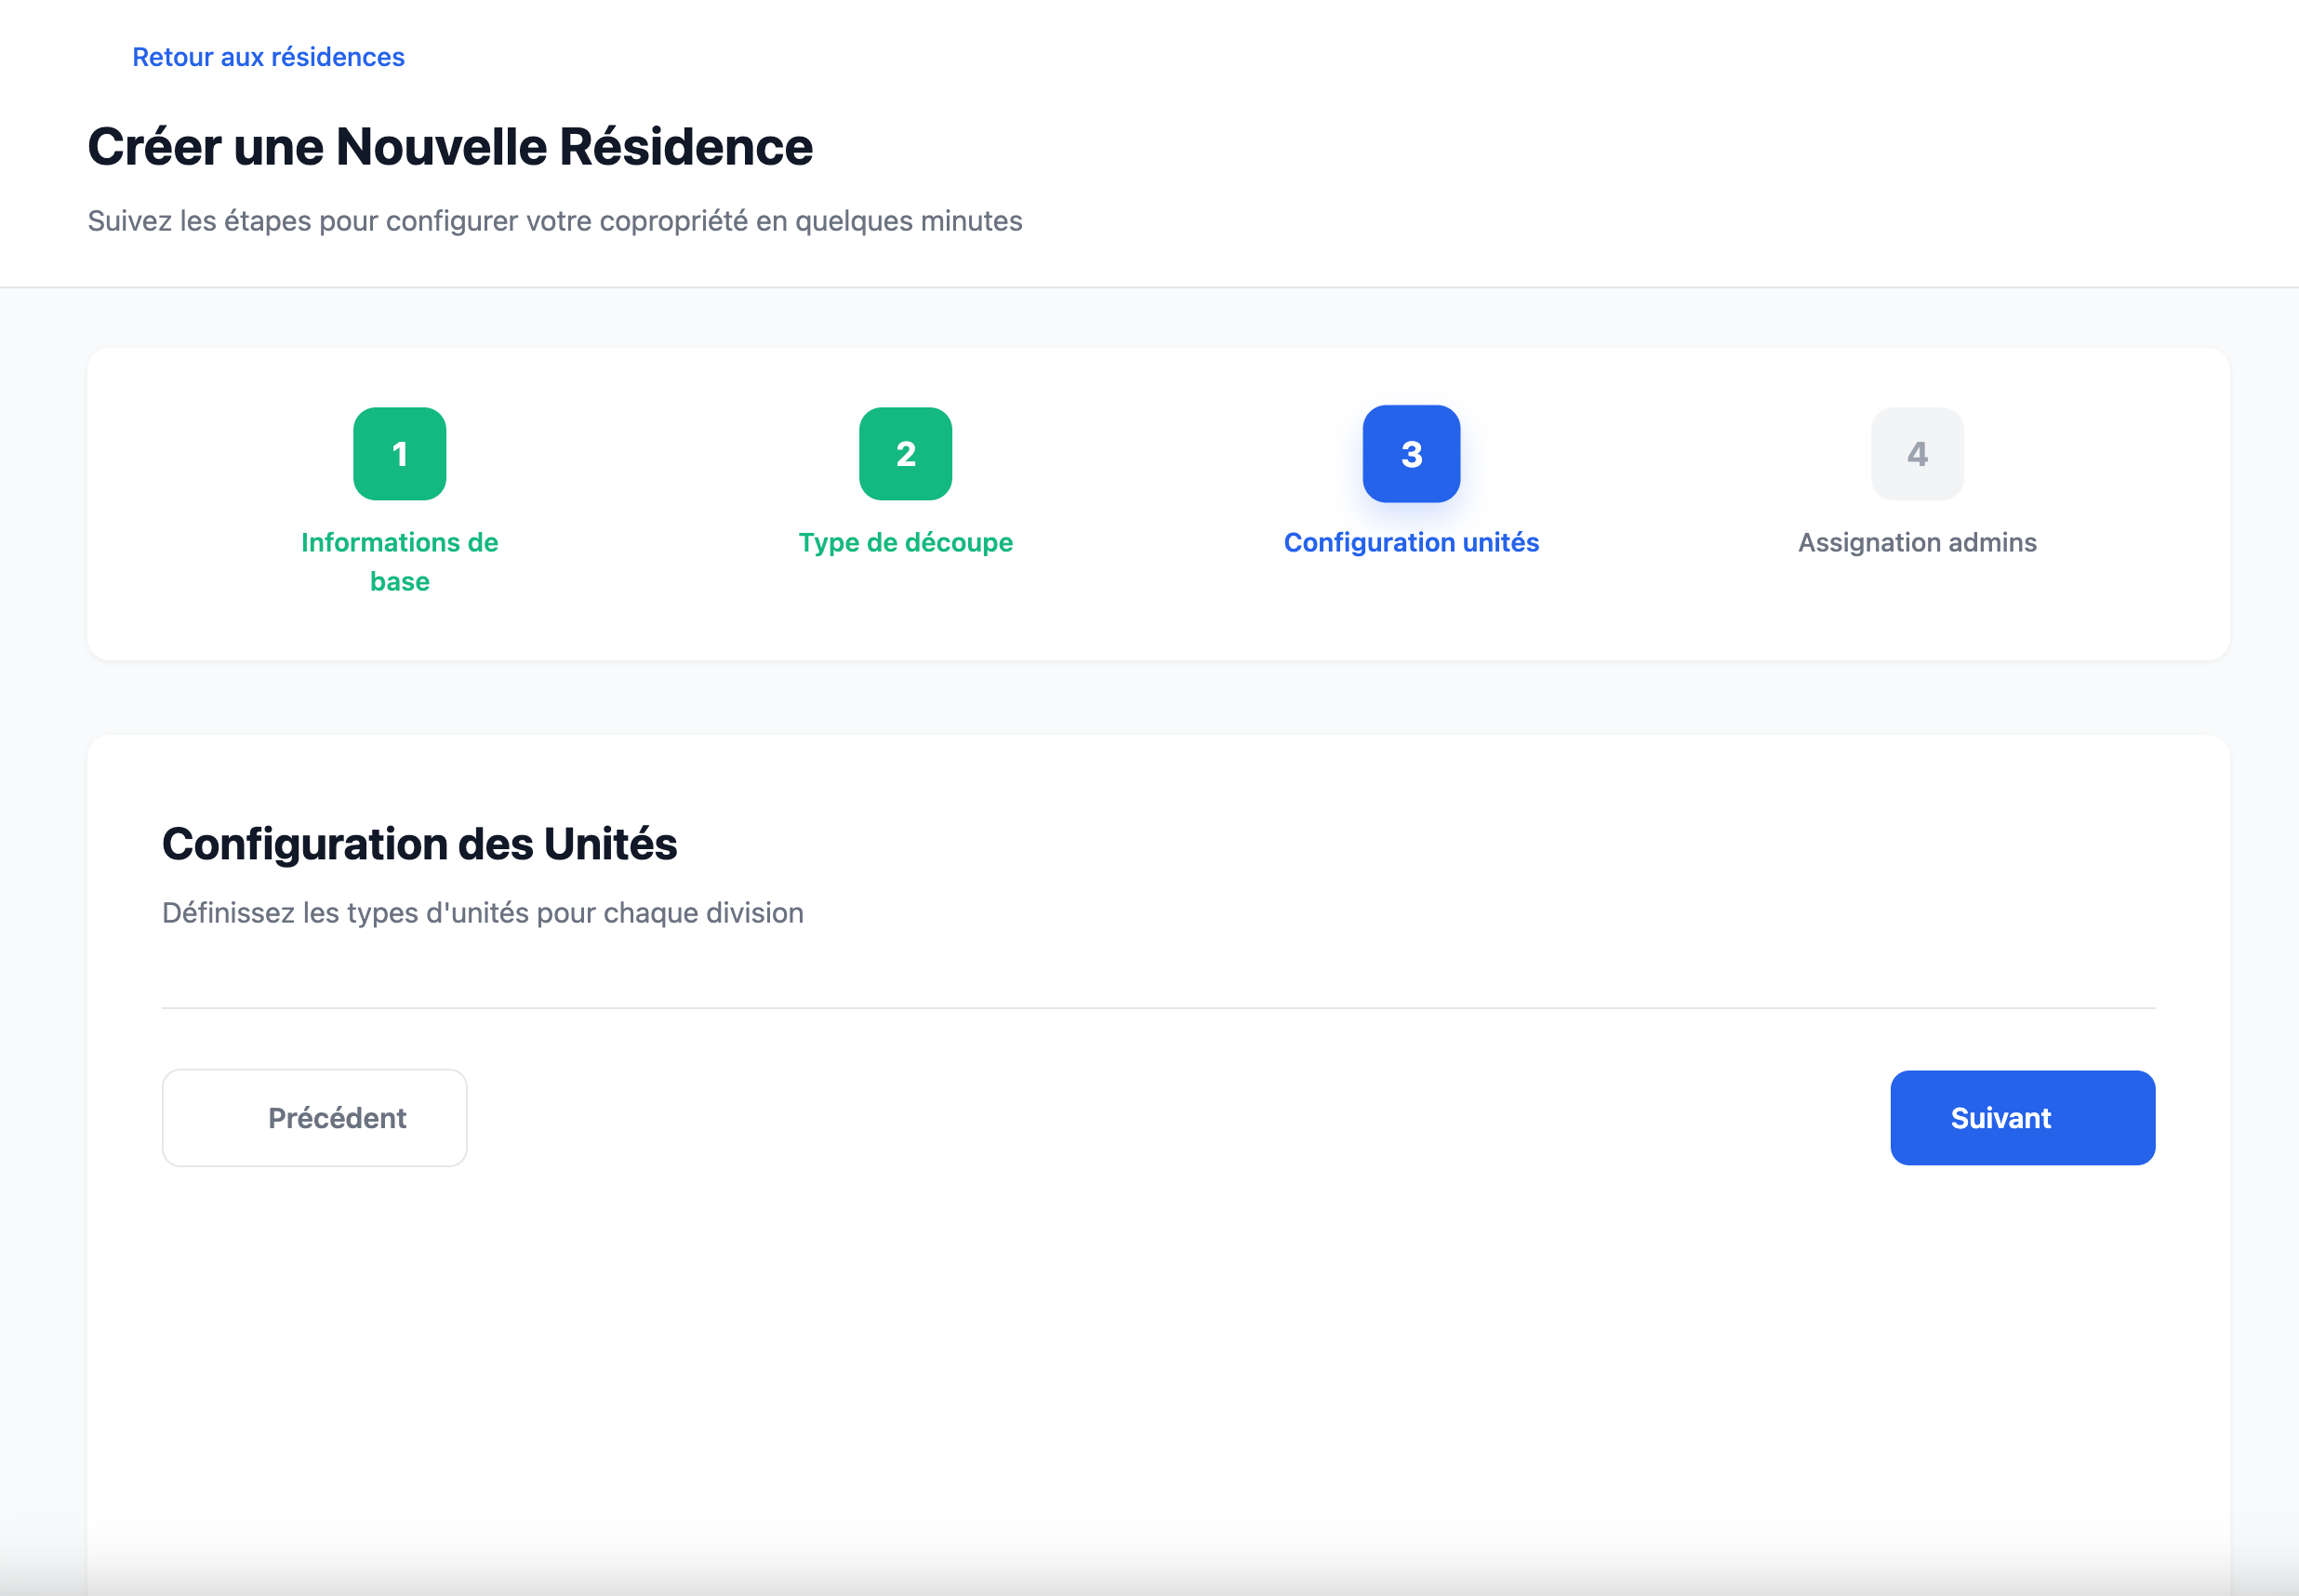 Retour aux résidences
Créer une Nouvelle Résidence
Suivez les étapes pour configurer votre copropriété en quelques minutes
1
Informations de
base
2
Type de découpe
3
Configuration unités
4
Assignation admins
Configuration des Unités
Définissez les types d'unités pour chaque division
Précédent
Suivant